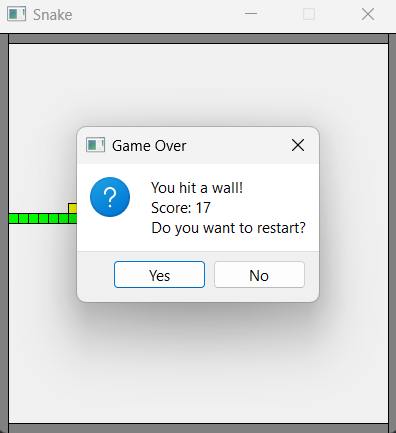 Snake
Game Over
You hit a wall!
Score: 17
Do you want to restart?
Yes
No